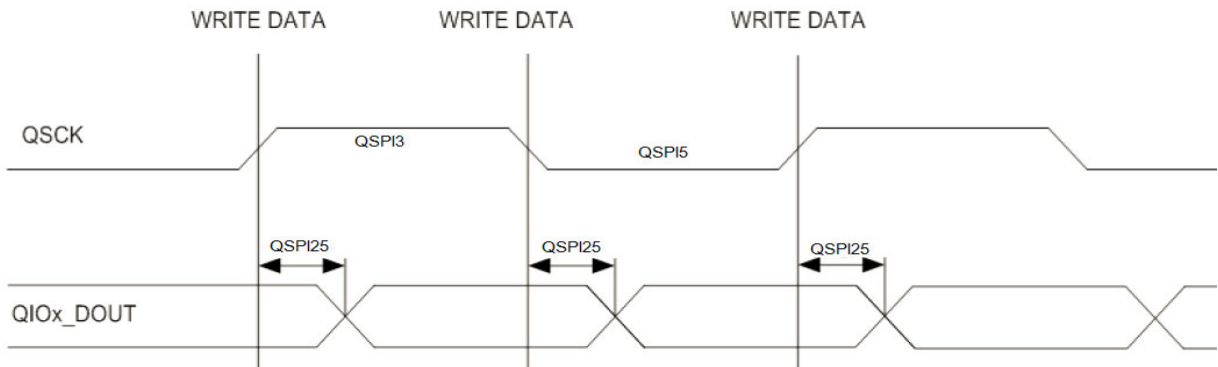 WRITE DATA
WRITE DATA
WRITE DATA
QSCK
QSPI3
QSPI5
QSPI25
QSPI25
QSPI25
QIOx_DOUT